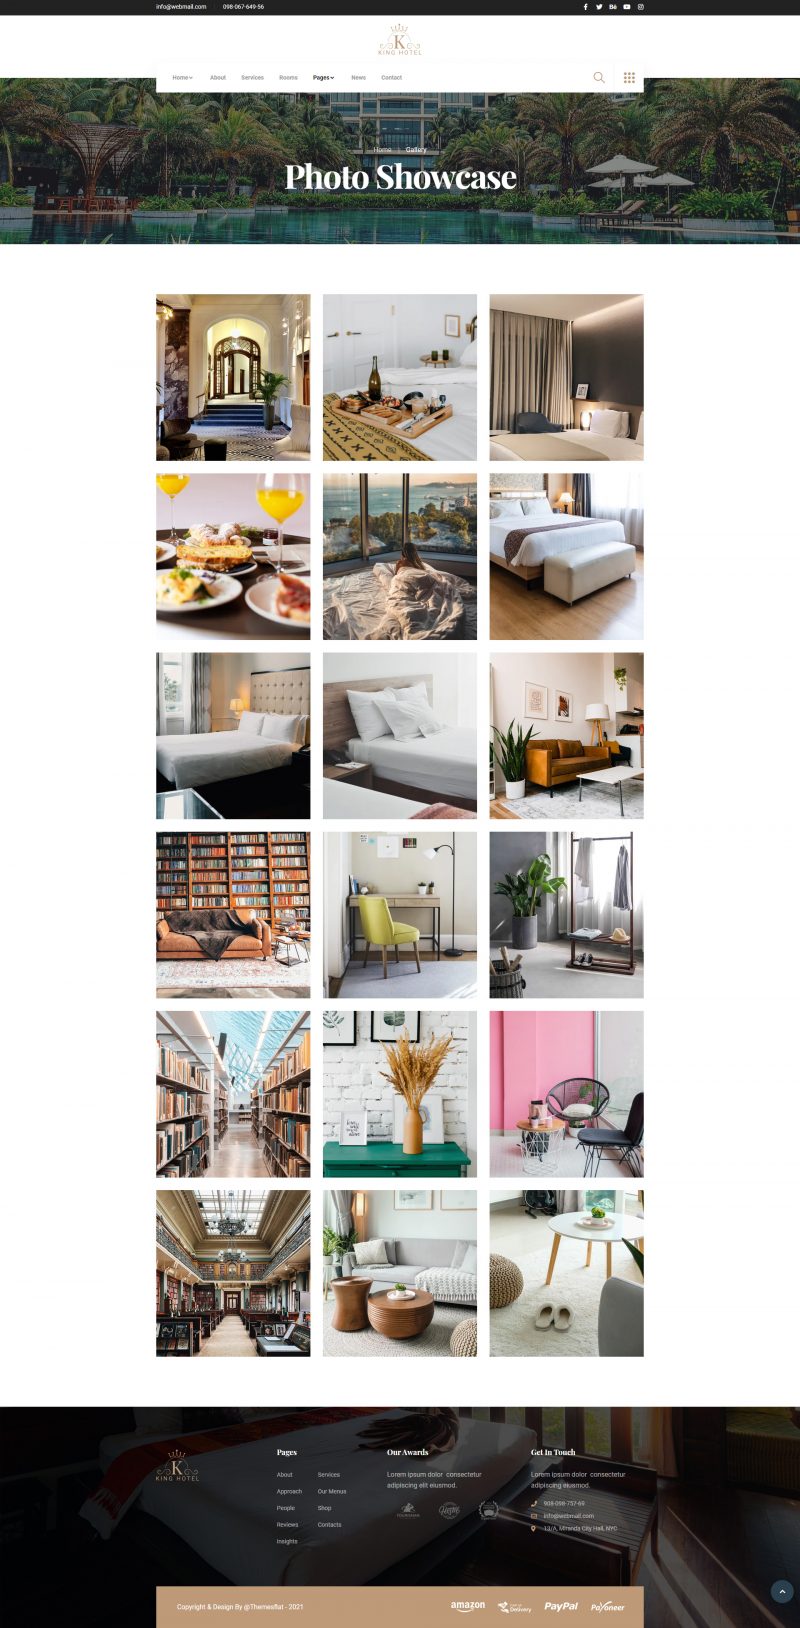 info@webmail.com 098-067-649-56
K
KING HOTEL
Home About Services Rooms Pages News Contact
Home Gallery
Photo Showcase
K
KING HOTEL
Pages
About Services
Approach Our Menus
People Shop
Reviews Contacts
Insights
Our Awards
Lorem ipsum dolor consectetur
adipiscing elit eiusmod.
Get In Touch
Lorem ipsum dolor consectetur
adipiscing eiusmod.
908-098-757-69
info@webmail.com
13/A, Miranda City Hall, NYC
Copyright & Design By @Themesflat - 2021
amazon
Delivery
PayPal
Payoneer